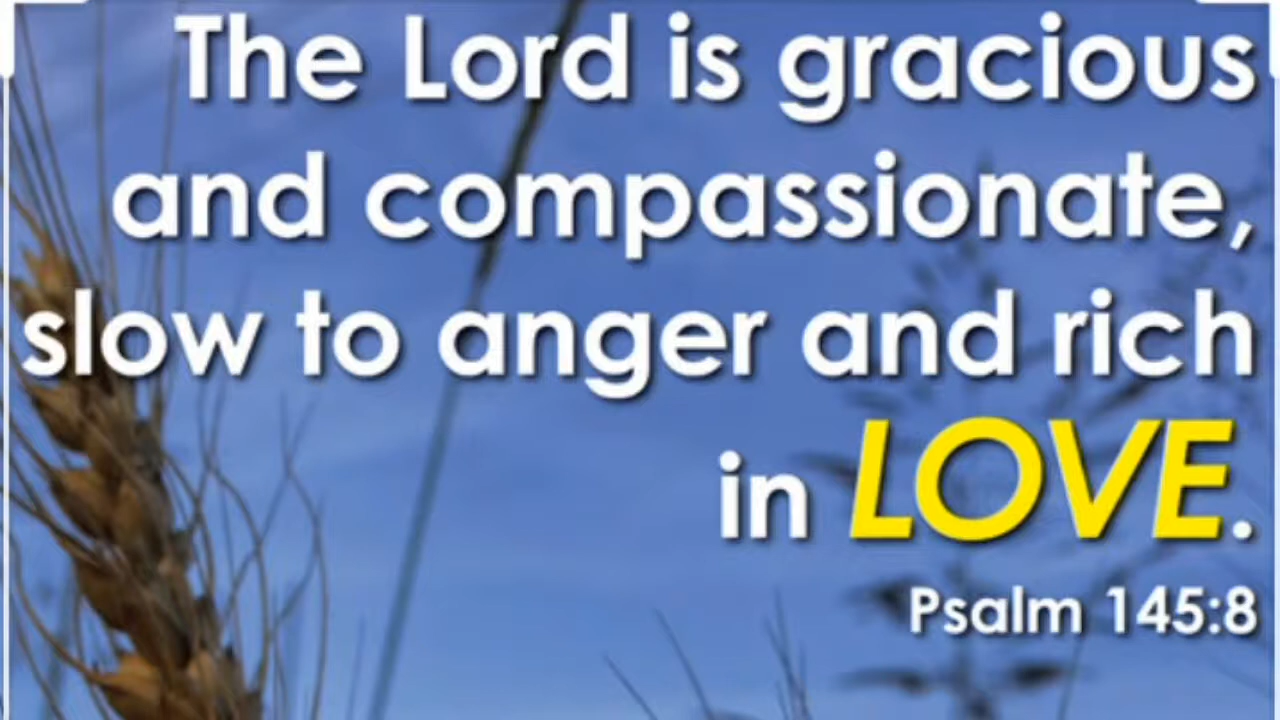 The Lord is gracious
and compassionate,
slow to anger and rich
in LOVE.
Psalm 145:8